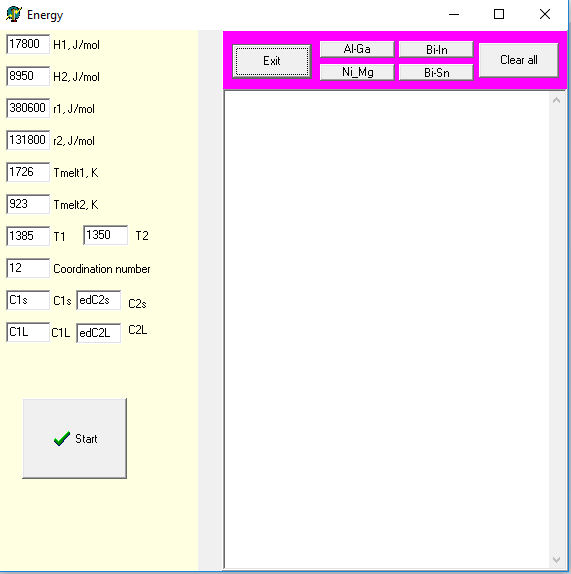 Energy
17800 H1, J/mol
8950 H2, J/mol
380600 r1, J/mol
131800 r2, J/mol
1726 Tmelt1, K
923 Tmelt2, K
1385 T1 1350 T2
12 Coordination number
C1s C1s edC2s C2s
C1L C1L edC2L C2L
Start
Exit
Al-Ga Bi-In
Ni_Mg Bi-Sn
Clear all